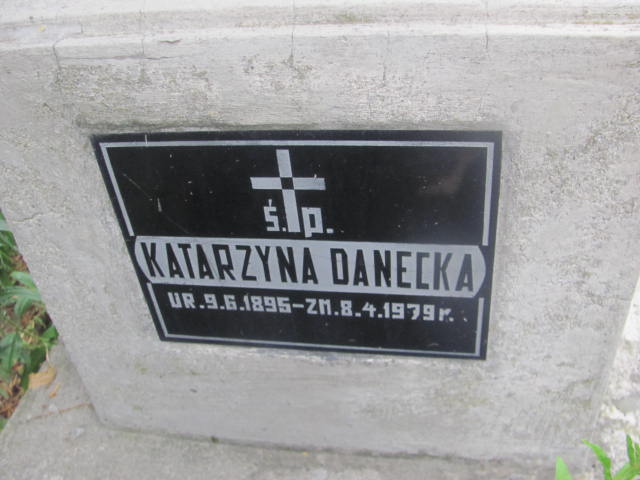 Ś. P.
KATARZYNA DANECKA
UR. 9.6.1895-ZM. 8.4.1979 r.